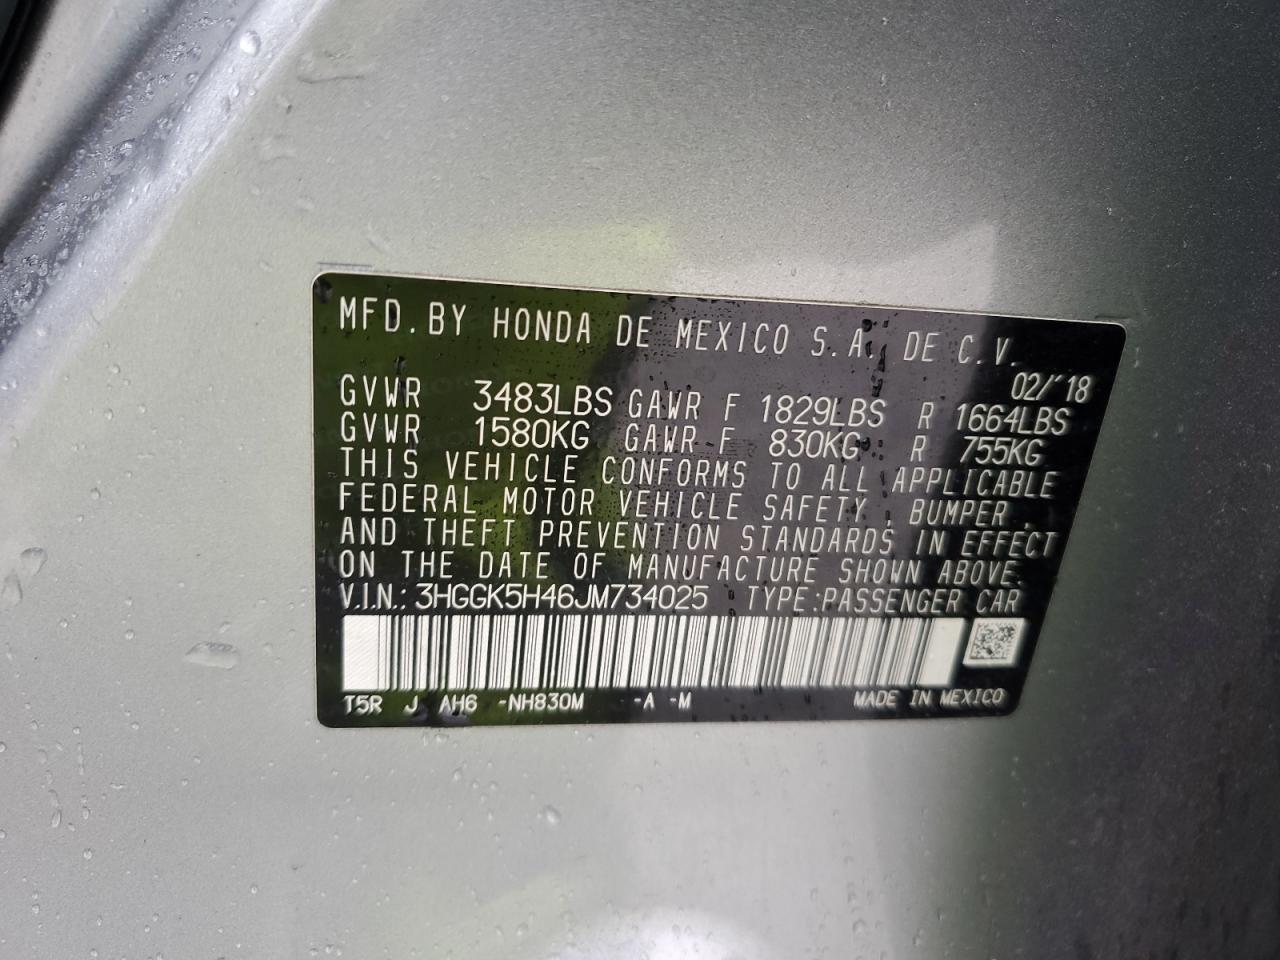 MFD. BY HONDA DE MEXICO S.A. DE C.V.
02/'18
GVWR 3483LBS GAWR F 1829LBS R 1664LBS
GVWR 1580KG GAWR F 830KG R 755KG
THIS VEHICLE CONFORMS TO ALL APPLICABLE
FEDERAL MOTOR VEHICLE SAFETY, BUMPER,
AND THEFT PREVENTION STANDARDS IN EFFECT
ON THE DATE OF MANUFACTURE SHOWN ABOVE.
V.I.N.: 3HGGK5H46JM734025 TYPE:PASSENGER CAR
T5R J AH6 -NH830M -A -M MADE IN MEXICO